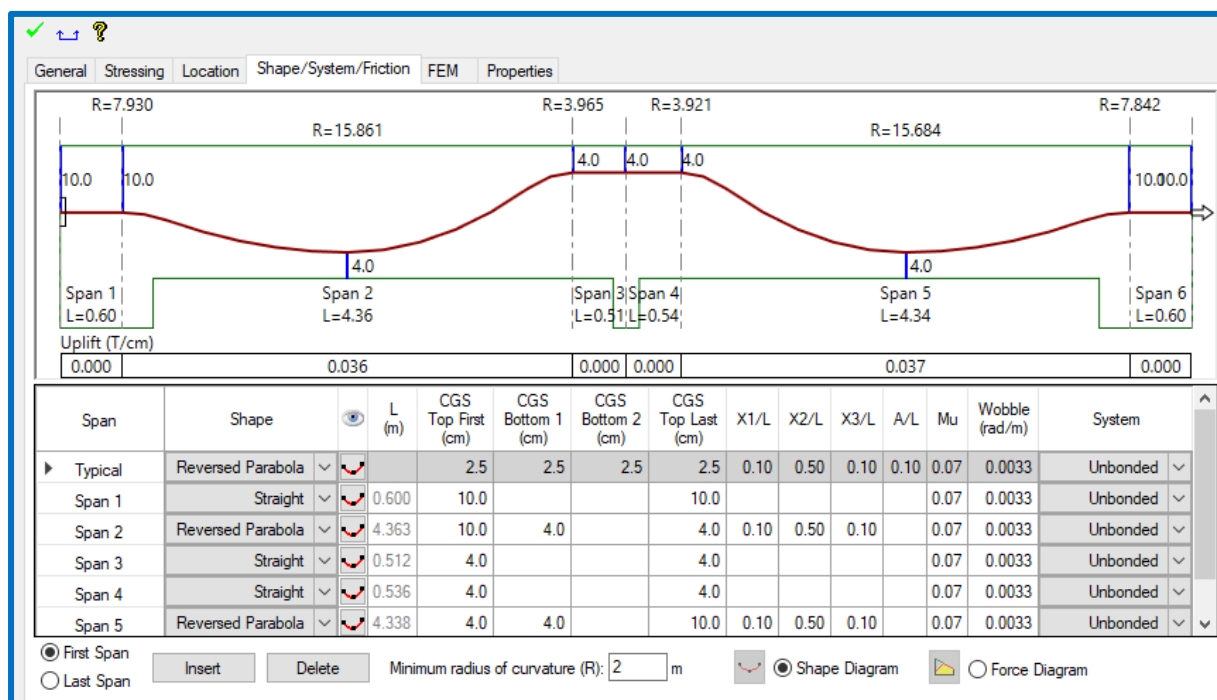 General Stressing Location Shape/System/Friction FEM Properties
R=7.930 R=3.965 R=3.921 R=7.842
R=15.861 R=15.684
4.0 4.0 4.0
10.0 10.0
4.0 4.0
Span 1 Span 2 Span 3 Span 4 Span 5 Span 6
L=0.60 L=4.36 L=0.51 L=0.54 L=4.34 L=0.60
Uplift (T/cm)
0.000 0.036 0.000 0.000 0.037 0.000
Span Shape L (m) CGS Top First (cm) CGS Bottom 1 (cm) CGS Bottom 2 (cm) CGS Top Last (cm) X1/L X2/L X3/L A/L Mu Wobble (rad/m) System
Typical Reversed Parabola 2.5 2.5 2.5 2.5 0.10 0.50 0.10 0.10 0.07 0.0033 Unbonded
Span 1 Straight 0.600 10.0 10.0 0.07 0.0033 Unbonded
Span 2 Reversed Parabola 4.363 10.0 4.0 4.0 0.10 0.50 0.10 0.07 0.0033 Unbonded
Span 3 Straight 0.512 4.0 4.0 0.07 0.0033 Unbonded
Span 4 Straight 0.536 4.0 4.0 0.07 0.0033 Unbonded
Span 5 Reversed Parabola 4.338 4.0 4.0 10.0 0.10 0.50 0.10 0.07 0.0033 Unbonded
First Span
Last Span
Insert Delete Minimum radius of curvature (R): 2 m Shape Diagram Force Diagram